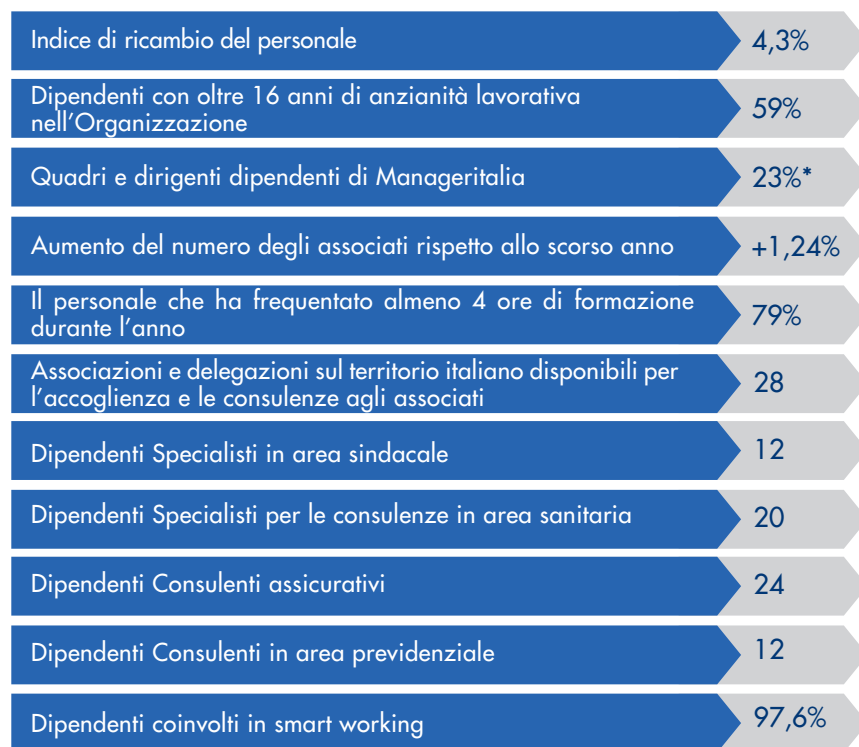 Indice di ricambio del personale 4,3%
Dipendenti con oltre 16 anni di anzianità lavorativa
nell'Organizzazione 59%
Quadri e dirigenti dipendenti di Manageritalia 23%*
Aumento del numero degli associati rispetto allo scorso anno +1,24%
Il personale che ha frequentato almeno 4 ore di formazione
durante l'anno 79%
Associazioni e delegazioni sul territorio italiano disponibili per
l'accoglienza e le consulenze agli associati 28
Dipendenti Specialisti in area sindacale 12
Dipendenti Specialisti per le consulenze in area sanitaria 20
Dipendenti Consulenti assicurativi 24
Dipendenti Consulenti in area previdenziale 12
Dipendenti coinvolti in smart working 97,6%